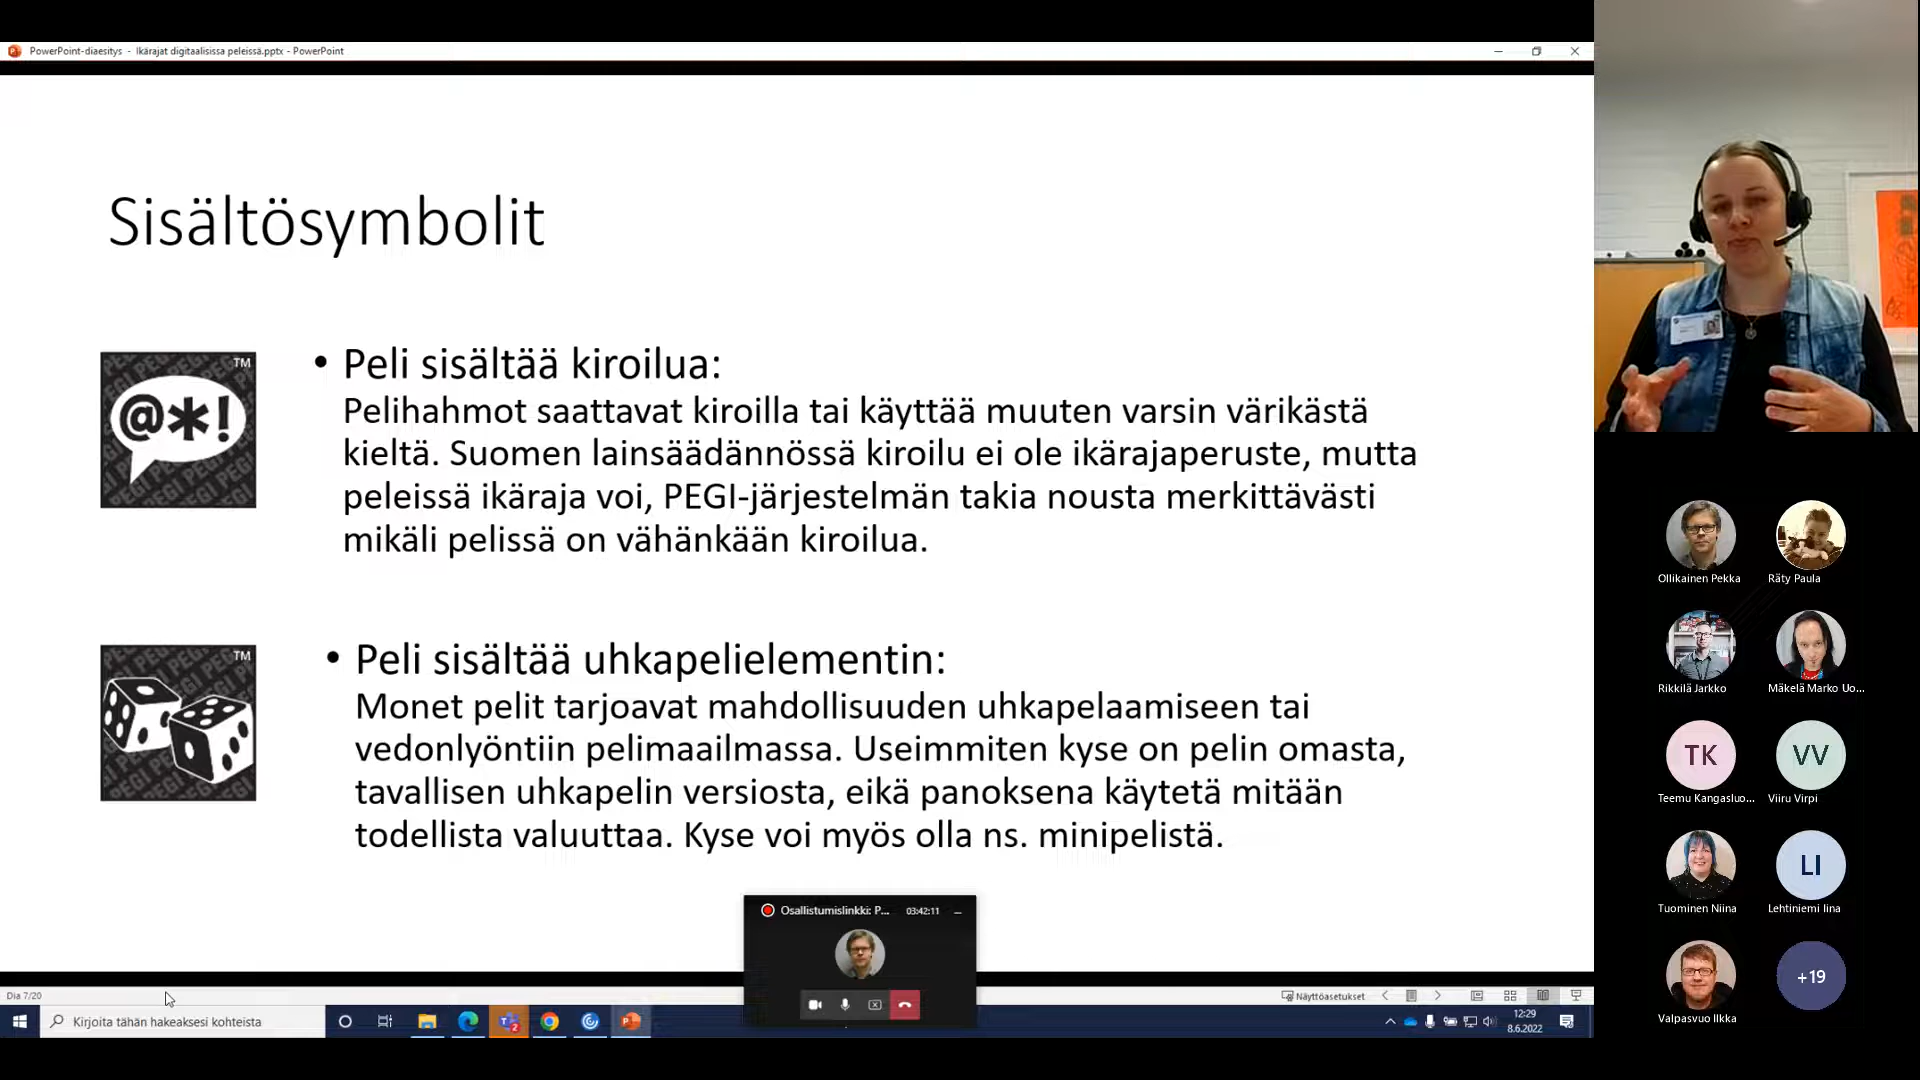 PowerPoint-diaesitys - Ikärajat digitaalisissa peleissä.pptx - PowerPoint
Sisältösymbolit
TM
@*!
• Peli sisältää kiroilua:
Pelihahmot saattavat kiroilla tai käyttää muuten varsin värikästä
kieltä. Suomen lainsäädännössä kiroilu ei ole ikärajaperuste, mutta
peleissä ikäraja voi, PEGI-järjestelmän takia nousta merkittävästi
mikäli pelissä on vähänkään kiroilua.
TM
• Peli sisältää uhkapelielementin:
Monet pelit tarjoavat mahdollisuuden uhkapelaamiseen tai
vedonlyöntiin pelimaailmassa. Useimmiten kyse on pelin omasta,
tavallisen uhkapelin versiosta, eikä panoksena käytetä mitään
todellista valuuttaa. Kyse voi myös olla ns. minipelistä.
Osallistumislinkki: P... 03:42:11
Dia 7/20
Näyttöasetukset
Kirjoita tähän hakeaksesi kohteista
12:29
8.6.2022
Ollikainen Pekka
Räty Paula
Rikkilä Jarkko
Mäkelä Marko Uo...
TK
VV
Teemu Kangasluo...
Viiru Virpi
LI
Tuominen Niina
Lehtiniemi Iina
+19
Valpasvuo Ilkka